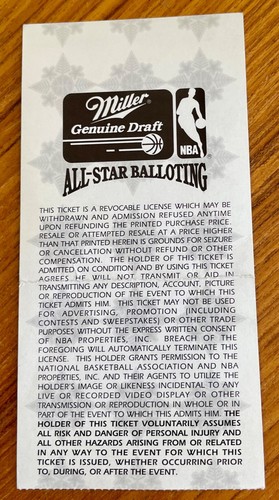 Miller®
Genuine Draft
NBA
ALL-STAR BALLOTING
THIS TICKET IS A REVOCABLE LICENSE WHICH MAY BE
WITHDRAWN AND ADMISSION REFUSED ANYTIME
UPON REFUNDING THE PRINTED PURCHASE PRICE.
RESALE OR ATTEMPTED RESALE AT A PRICE HIGHER
THAN THAT PRINTED HEREIN IS GROUNDS FOR SEIZURE
OR CANCELLATION WITHOUT REFUND OR OTHER
COMPENSATION. THE HOLDER OF THIS TICKET IS
ADMITTED ON CONDITION AND BY USING THIS TICKET
AGREES HE WILL NOT TRANSMIT OR AID IN
TRANSMITTING ANY DESCRIPTION, ACCOUNT, PICTURE
OR REPRODUCTION OF THE EVENT TO WHICH THIS
TICKET ADMITS HIM. THIS TICKET MAY NOT BE USED
FOR ADVERTISING, PROMOTION (INCLUDING
CONTESTS AND SWEEPSTAKES) OR OTHER TRADE
PURPOSES WITHOUT THE EXPRESS WRITTEN CONSENT
OF NBA PROPERTIES, INC. BREACH OF THE
FOREGOING WILL AUTOMATICALLY TERMINATE THIS
LICENSE. THIS HOLDER GRANTS PERMISSION TO THE
NATIONAL BASKETBALL ASSOCIATION AND NBA
PROPERTIES, INC. AND THEIR AGENTS TO UTILIZE THE
HOLDER'S IMAGE OR LIKENESS INCIDENTAL TO ANY
LIVE OR RECORDED VIDEO DISPLAY OR OTHER
TRANSMISSION OR REPRODUCTION IN WHOLE OR IN
PART OF THE EVENT TO WHICH THIS ADMITS HIM. THE
HOLDER OF THIS TICKET VOLUNTARILY ASSUMES
ALL RISK AND DANGER OF PERSONAL INJURY AND
ALL OTHER HAZARDS ARISING FROM OR RELATED
IN ANY WAY TO THE EVENT FOR WHICH THIS
TICKET IS ISSUED, WHETHER OCCURRING PRIOR
TO, DURING, OR AFTER THE EVENT.